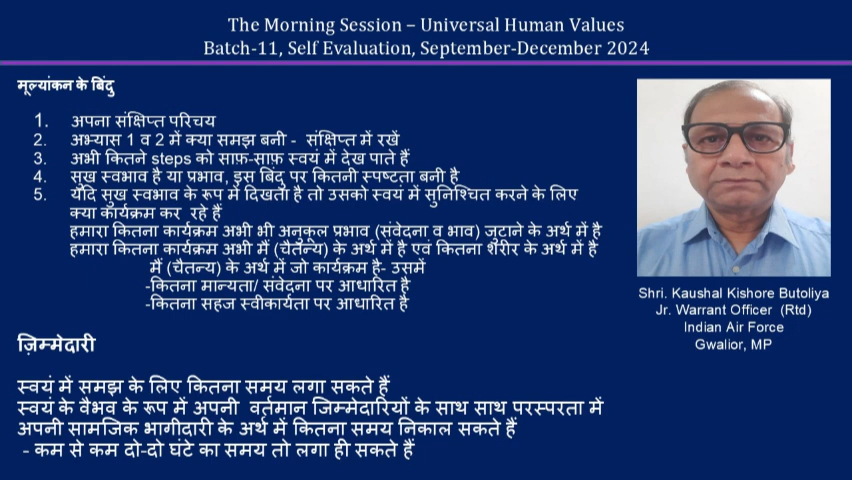 The Morning Session – Universal Human Values
Batch-11, Self Evaluation, September-December 2024
मूल्यांकन के बिंदु
1. अपना संक्षिप्त परिचय
2. अभ्यास 1 व 2 में क्या समझ बनी - संक्षिप्त में रखें
3. अभी कितने steps को साफ़-साफ़ स्वयं में देख पाते हैं
4. सुख स्वभाव है या प्रभाव, इस बिंदु पर कितनी स्पष्टता बनी है
5. यदि सुख स्वभाव के रूप में दिखता है तो उसको स्वयं में सुनिश्चित करने के लिए
क्या कार्यक्रम कर रहे हैं
हमारा कितना कार्यक्रम अभी भी अनुकूल प्रभाव (संवेदना व भाव) जुटाने के अर्थ में है
हमारा कितना कार्यक्रम अभी मैं (चैतन्य) के अर्थ में है एवं कितना शरीर के अर्थ में है
मैं (चैतन्य) के अर्थ में जो कार्यक्रम है- उसमें
-कितना मान्यता/ संवेदना पर आधारित है
-कितना सहज स्वीकार्यता पर आधारित है
ज़िम्मेदारी
स्वयं में समझ के लिए कितना समय लगा सकते हैं
स्वयं के वैभव के रूप में अपनी वर्तमान जिम्मेदारियों के साथ साथ परस्परता में
अपनी सामजिक भागीदारी के अर्थ में कितना समय निकाल सकते हैं
- कम से कम दो-दो घंटे का समय तो लगा ही सकते हैं
Shri. Kaushal Kishore Butoliya
Jr. Warrant Officer (Rtd)
Indian Air Force
Gwalior, MP